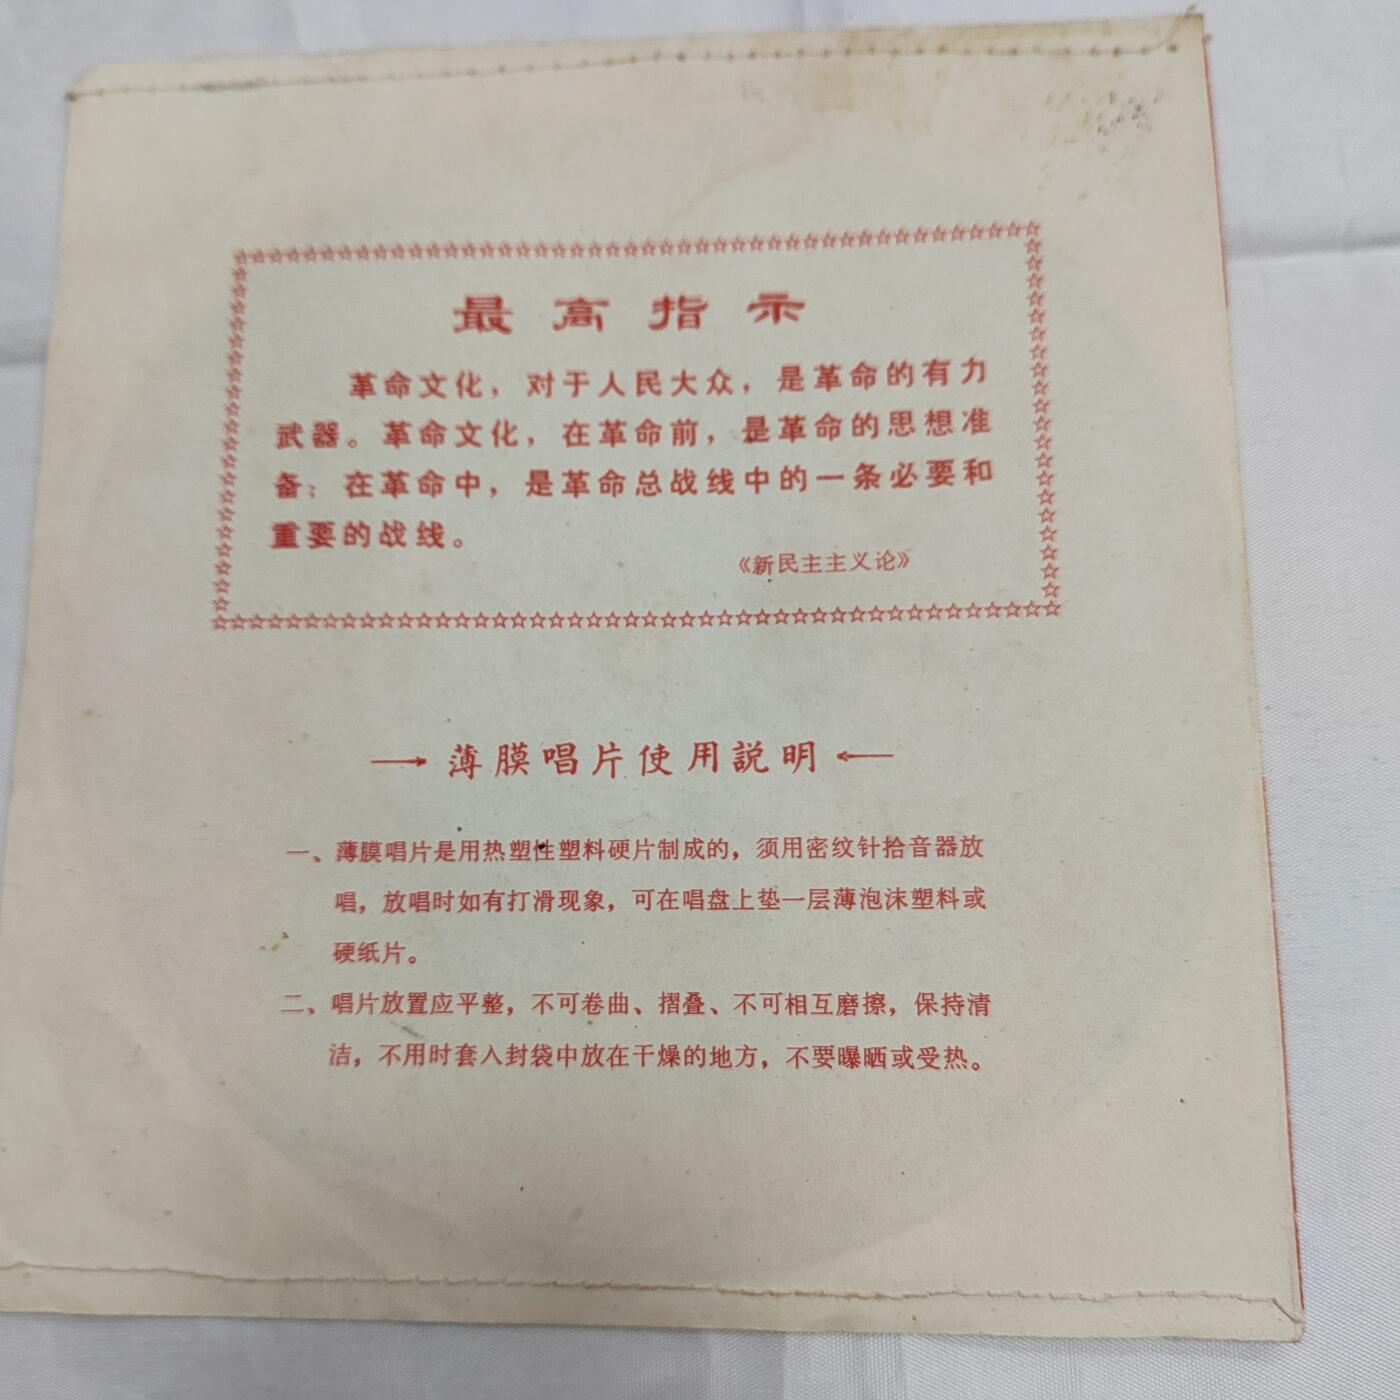 最高指示
革命文化，对于人民大众，是革命的有力
武器。革命文化，在革命前，是革命的思想准
备；在革命中，是革命总战线中的一条必要和
重要的战线。
《新民主主义论》
→薄膜唱片使用説明←
一、薄膜唱片是用热塑性塑料硬片制成的，须用密纹针拾音器放
唱，放唱时如有打滑现象，可在唱盘上垫一层薄泡沫塑料或
硬纸片。
二、唱片放置应平整，不可卷曲、摺叠、不可相互磨擦，保持清
洁，不用时套入封袋中放在干燥的地方，不要曝晒或受热。